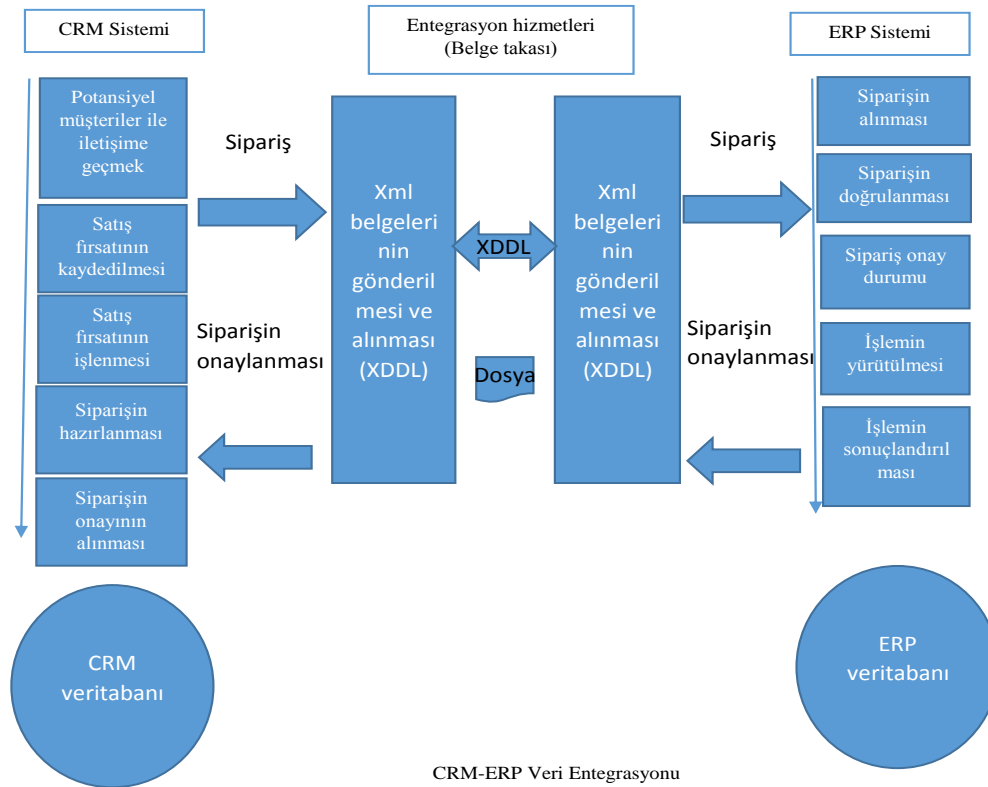 CRM Sistemi
Entegrasyon hizmetleri
(Belge takası)
ERP Sistemi
Potansiyel
müşteriler ile
iletişime
geçmek
Satış
fırsatının
kaydedilmesi
Satış
fırsatının
işlenmesi
Siparişin
hazırlanması
Siparişin
onayının
alınması
Sipariş
Siparişin
onaylanması
Xml
belgeleri
nin
gönderil
mesi ve
alınması
(XDDL)
XDDL
Dosya
Xml
belgeleri
nin
gönderil
mesi ve
alınması
(XDDL)
Sipariş
Siparişin
onaylanması
Siparişin
alınması
Siparişin
doğrulanması
Sipariş onay
durumu
İşlemin
yürütülmesi
İşlemin
sonuçlandırıl
ması
CRM
veritabanı
ERP
veritabanı
CRM-ERP Veri Entegrasyonu